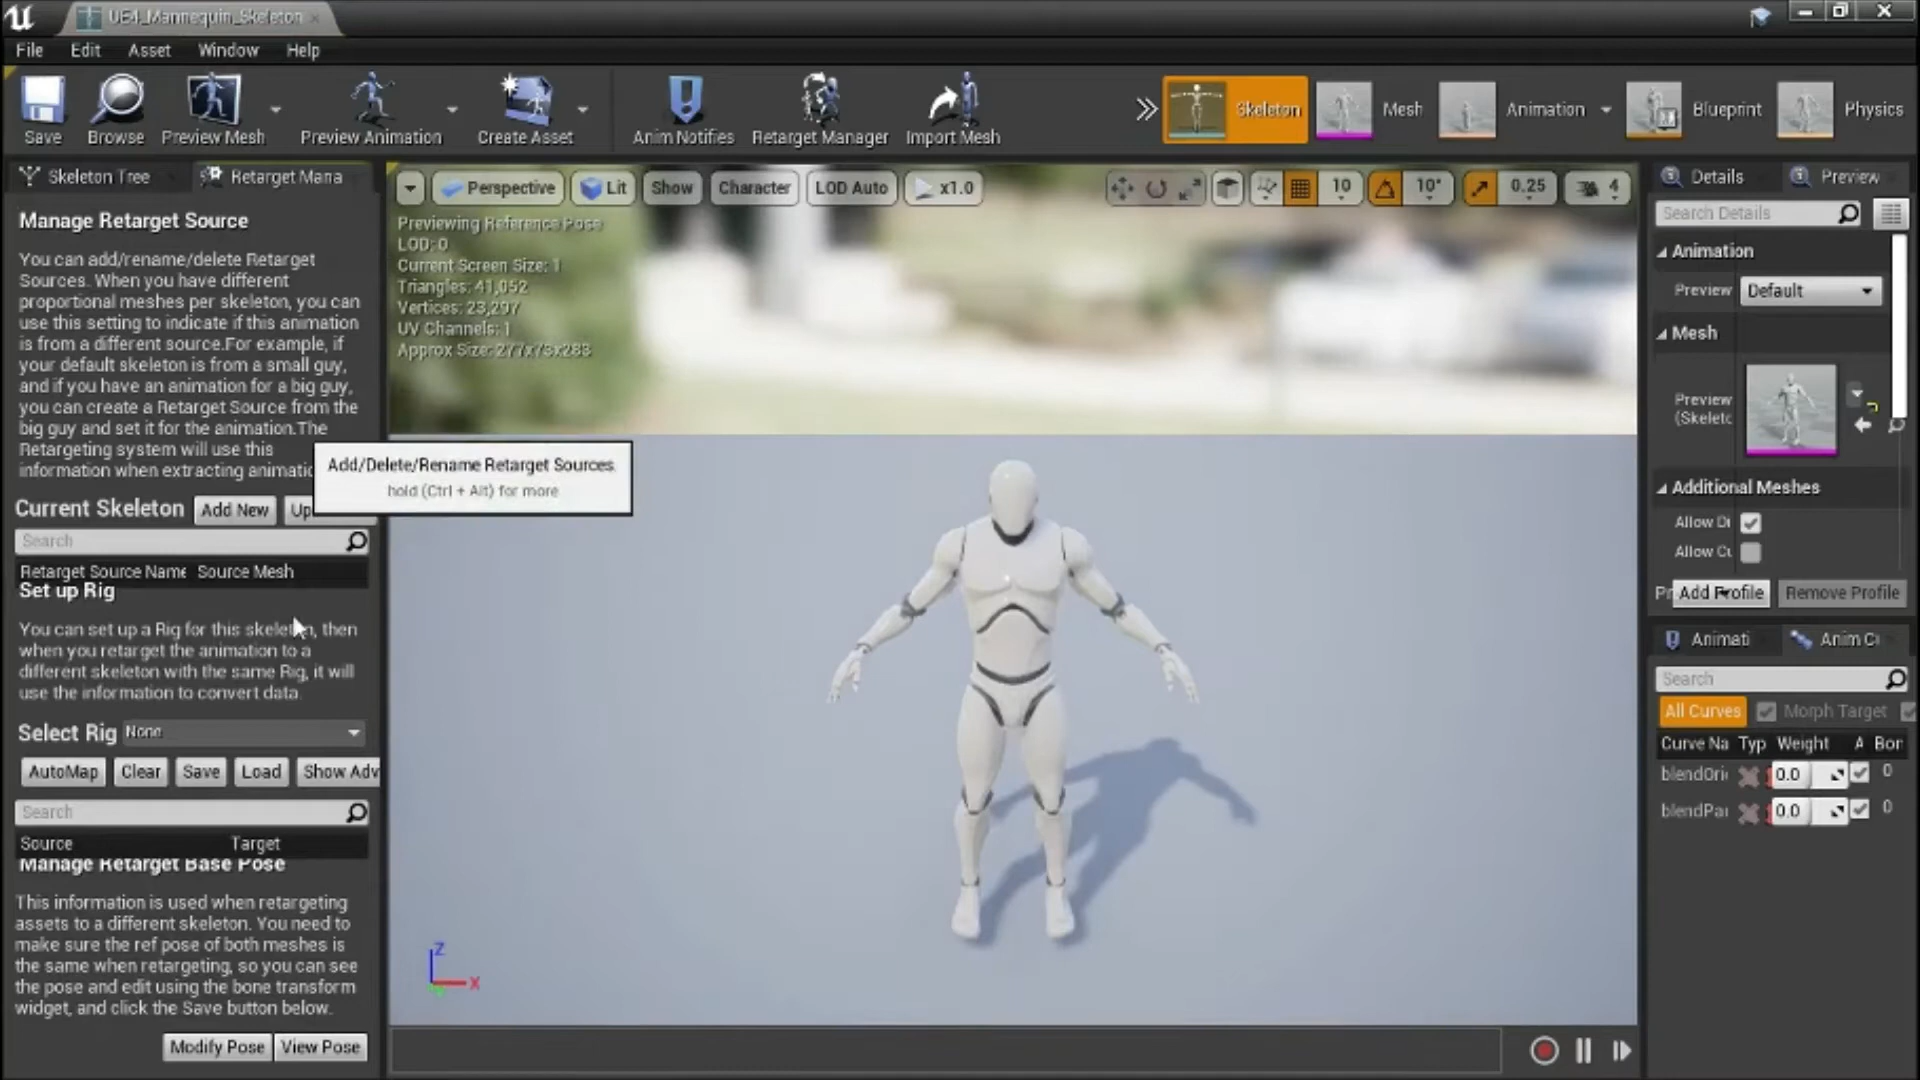 UE4_Mannequin_Skeleton
File Edit Asset Window Help
Save Browse Preview Mesh Preview Animation Create Asset Anim Notifies Retarget Manager Import Mesh Skeleton Mesh Animation Blueprint Physics
Skeleton Tree Retarget Mana
Manage Retarget Source
You can add/rename/delete Retarget
Sources. When you have different
proportional meshes per skeleton, you can
use this setting to indicate if this animation
is from a different source.For example, if
your default skeleton is from a small guy,
and if you have an animation for a big guy,
you can create a Retarget Source from the
big guy and set it for the animation.The
Retargeting system will use this
information when extracting animatio
Current Skeleton Add New Up
Search
Retarget Source Name Source Mesh
Set up Rig
You can set up a Rig for this skeleton, then
when you retarget the animation to a
different skeleton with the same Rig, it will
use the information to convert data.
Select Rig None
AutoMap Clear Save Load Show Adv
Search
Source Target
Manage Retarget Base Pose
This information is used when retargeting
assets to a different skeleton. You need to
make sure the ref pose of both meshes is
the same when retargeting, so you can see
the pose and edit using the bone transform
widget, and click the Save button below.
Modify Pose View Pose
Perspective Lit Show Character LOD Auto x1.0 10 10° 0.25 4
Previewing Reference Pose
LOD: 0
Current Screen Size: 1
Triangles: 41,052
Vertices: 23,297
UV Channels: 1
Approx Size: 277x73x283
Add/Delete/Rename Retarget Sources
hold (Ctrl + Alt) for more
Z
X
Details Preview
Search Details
Animation
Preview Default
Mesh
Preview
(Skeletc
Additional Meshes
Allow Di
Allow Cu
Pr Add Profile Remove Profile
Animati Anim Cu
Search
All Curves Morph Target
Curve Na Typ Weight A Bon
blendOri 0.0 0
blendPar 0.0 0